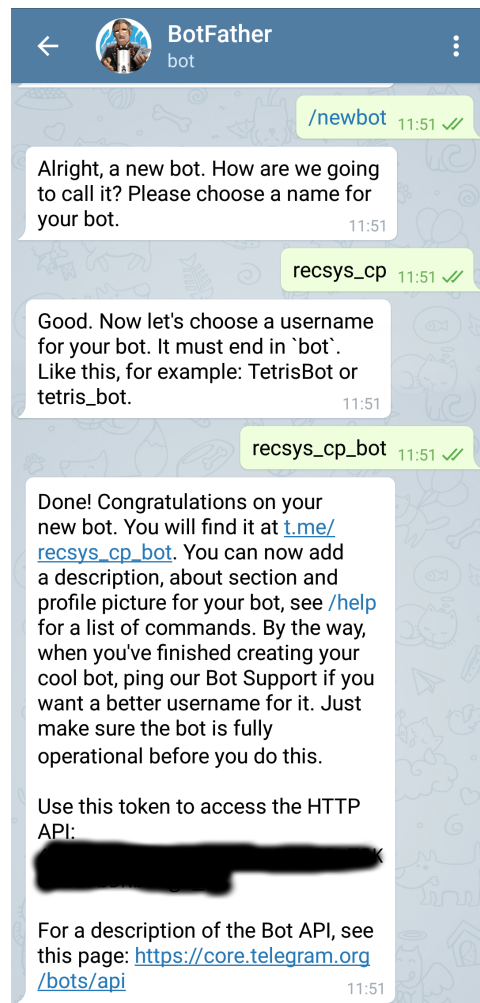 BotFather
bot
/newbot 11:51
Alright, a new bot. How are we going
to call it? Please choose a name for
your bot.
11:51
recsys_cp 11:51
Good. Now let's choose a username
for your bot. It must end in `bot`.
Like this, for example: TetrisBot or
tetris_bot.
11:51
recsys_cp_bot 11:51
Done! Congratulations on your
new bot. You will find it at t.me/
recsys_cp_bot. You can now add
a description, about section and
profile picture for your bot, see /help
for a list of commands. By the way,
when you've finished creating your
cool bot, ping our Bot Support if you
want a better username for it. Just
make sure the bot is fully
operational before you do this.
Use this token to access the HTTP
API:
For a description of the Bot API, see
this page: https://core.telegram.org
/bots/api
11:51